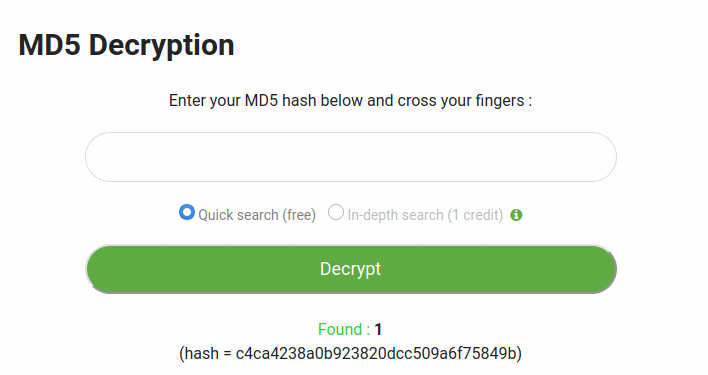 MD5 Decryption
Enter your MD5 hash below and cross your fingers :
Quick search (free) In-depth search (1 credit)
Decrypt
Found : 1
(hash = c4ca4238a0b923820dcc509a6f75849b)